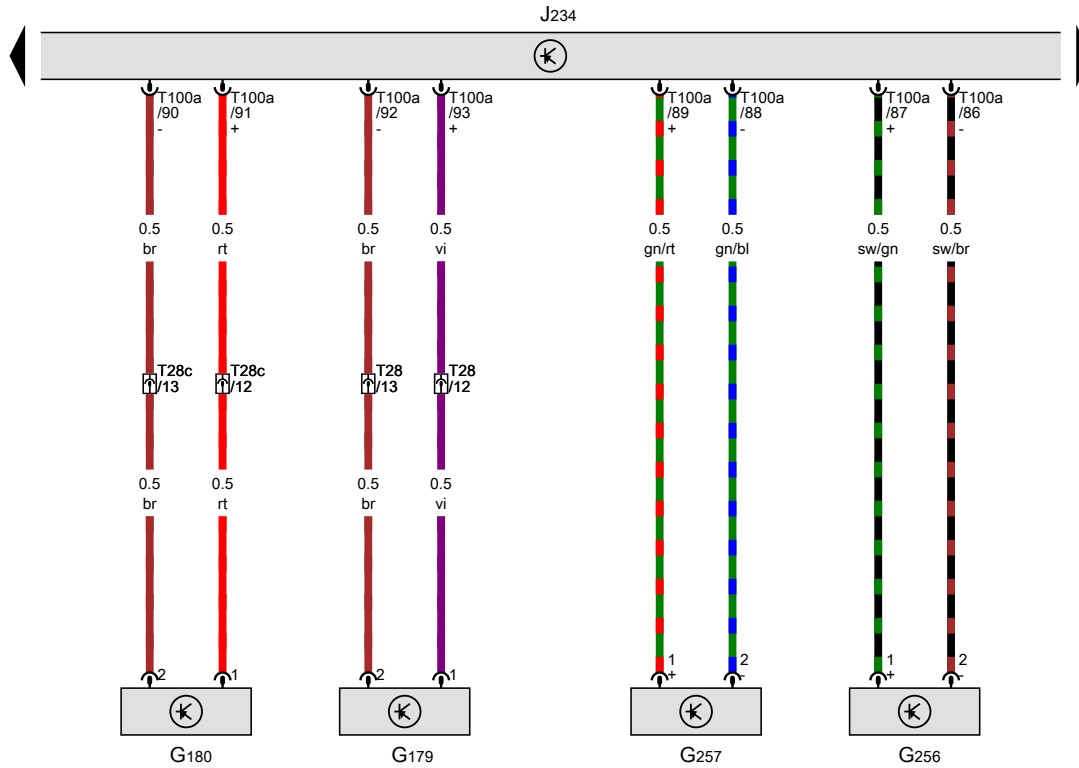 J234
T100a T100a T100a T100a T100a T100a T100a T100a
/90 /91 /92 /93 /89 /88 /87 /86
- + - + + - + -
0.5 0.5 0.5 0.5 0.5 0.5 0.5 0.5
br rt br vi gn/rt gn/bl sw/gn sw/br
T28c T28c T28 T28
/13 /12 /13 /12
0.5 0.5 0.5 0.5
br rt br vi
2 1 2 1 1 2 1 2
+ - + -
G180 G179 G257 G256